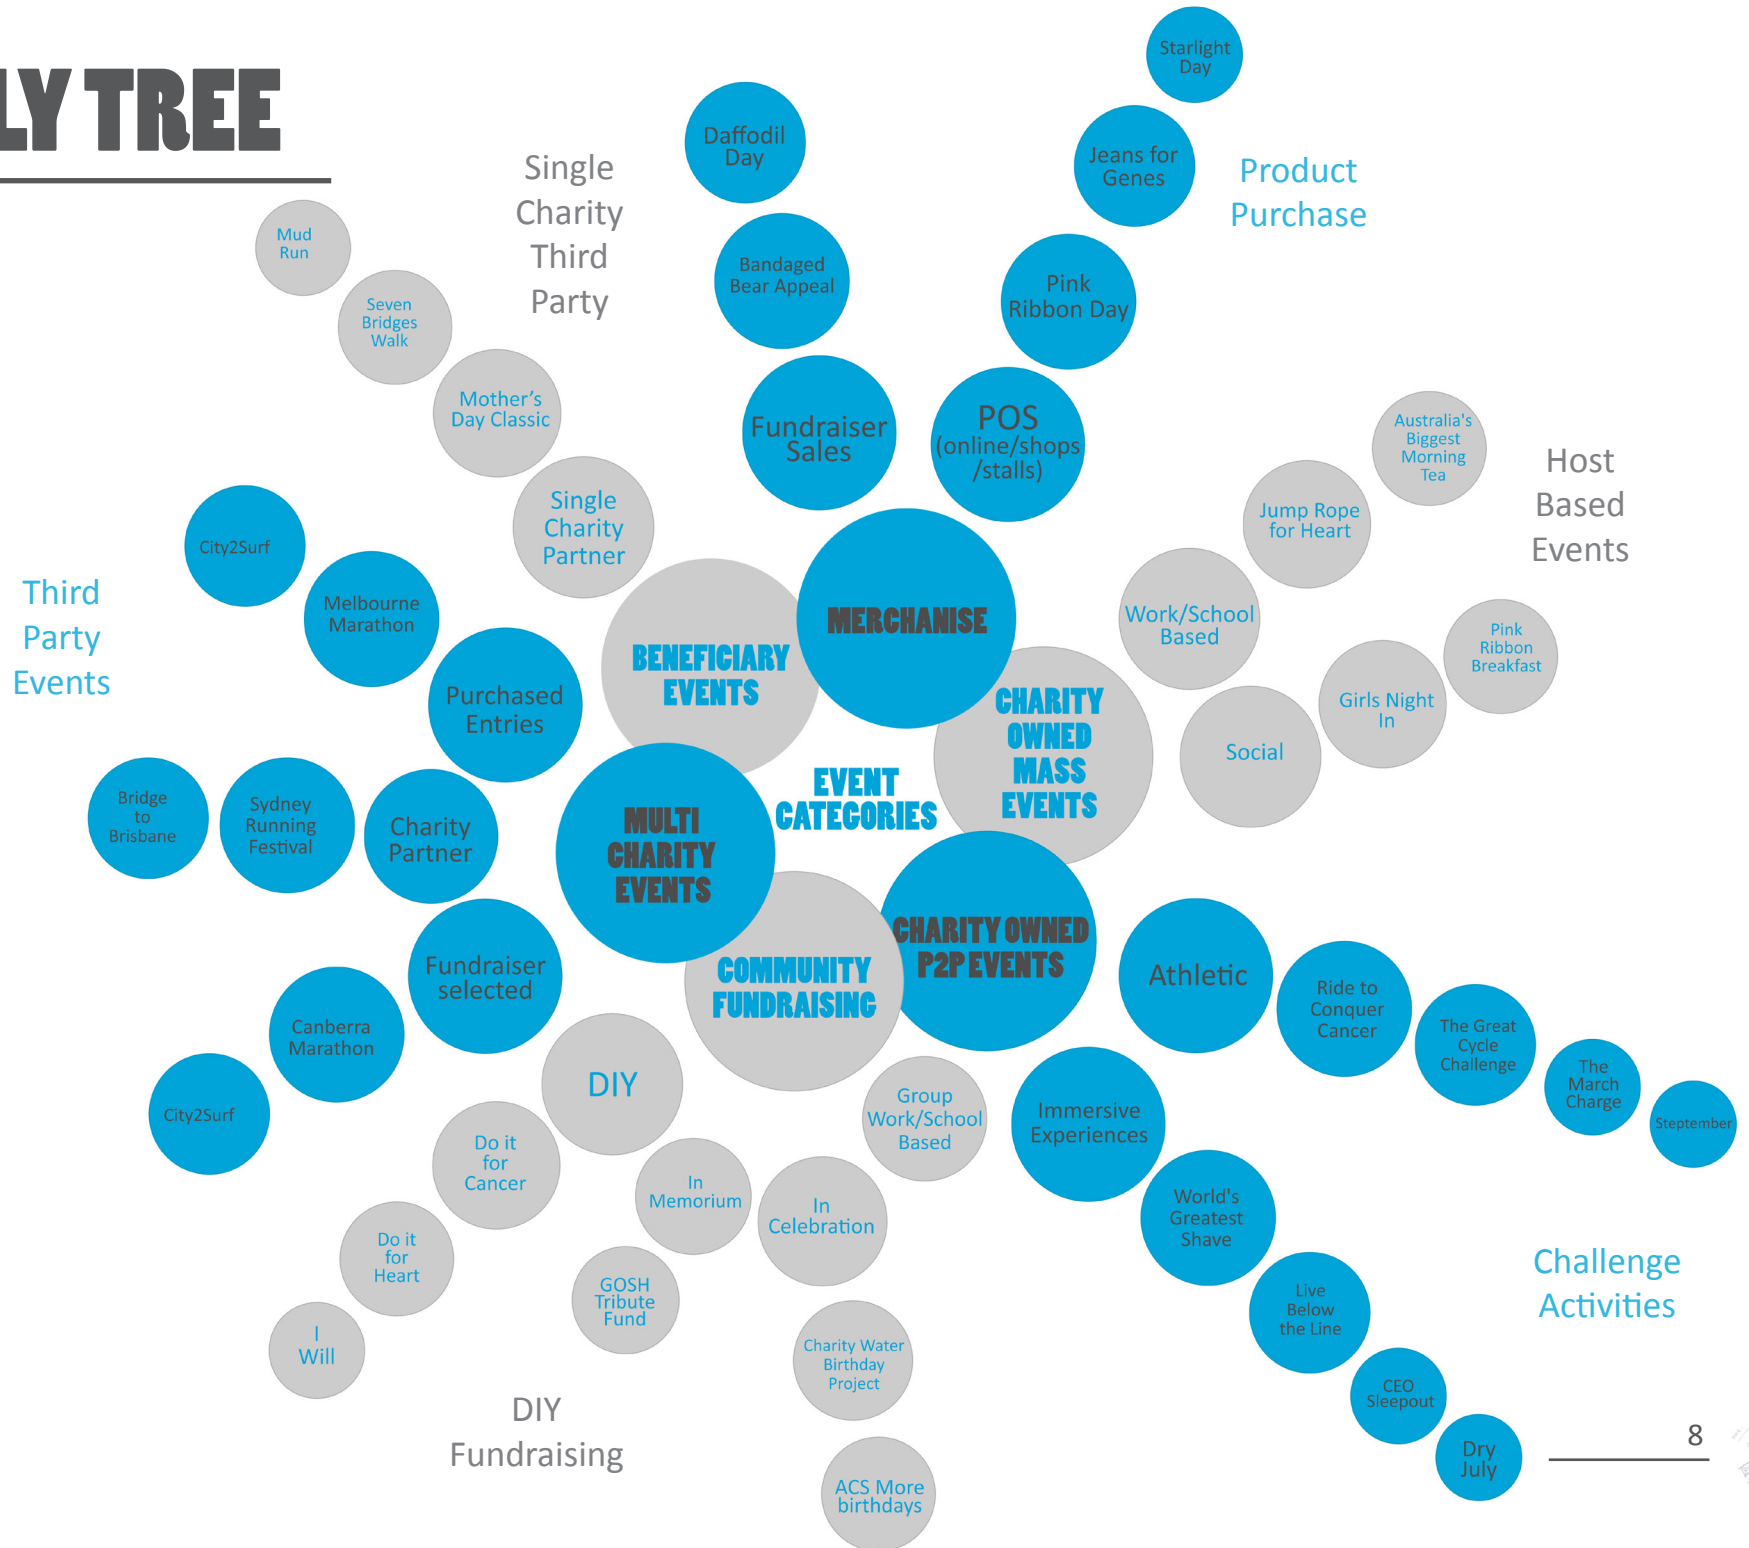 LY TREE
Single
Charity
Third
Party
Product
Purchase
Host
Based
Events
Third
Party
Events
Challenge
Activities
DIY
Fundraising
EVENT
CATEGORIES
MERCHANISE
Fundraiser
Sales
Bandaged
Bear Appeal
Daffodil
Day
POS
(online/shops
/stalls)
Pink
Ribbon Day
Jeans for
Genes
Starlight
Day
CHARITY
OWNED
MASS
EVENTS
Work/School
Based
Jump Rope
for Heart
Australia's
Biggest
Morning
Tea
Social
Girls Night
In
Pink
Ribbon
Breakfast
CHARITY OWNED
P2P EVENTS
Athletic
Ride to
Conquer
Cancer
The Great
Cycle
Challenge
The
March
Charge
Steptember
Immersive
Experiences
World's
Greatest
Shave
Live
Below
the Line
CEO
Sleepout
Dry
July
COMMUNITY
FUNDRAISING
Group
Work/School
Based
In
Celebration
Charity Water
Birthday
Project
ACS More
birthdays
In
Memorium
GOSH
Tribute
Fund
DIY
Do it
for
Cancer
Do it
for
Heart
I
Will
MULTI
CHARITY
EVENTS
Fundraiser
selected
Canberra
Marathon
City2Surf
Charity
Partner
Sydney
Running
Festival
Bridge
to
Brisbane
Purchased
Entries
Melbourne
Marathon
City2Surf
BENEFICIARY
EVENTS
Single
Charity
Partner
Mother’s
Day Classic
Seven
Bridges
Walk
Mud
Run
8